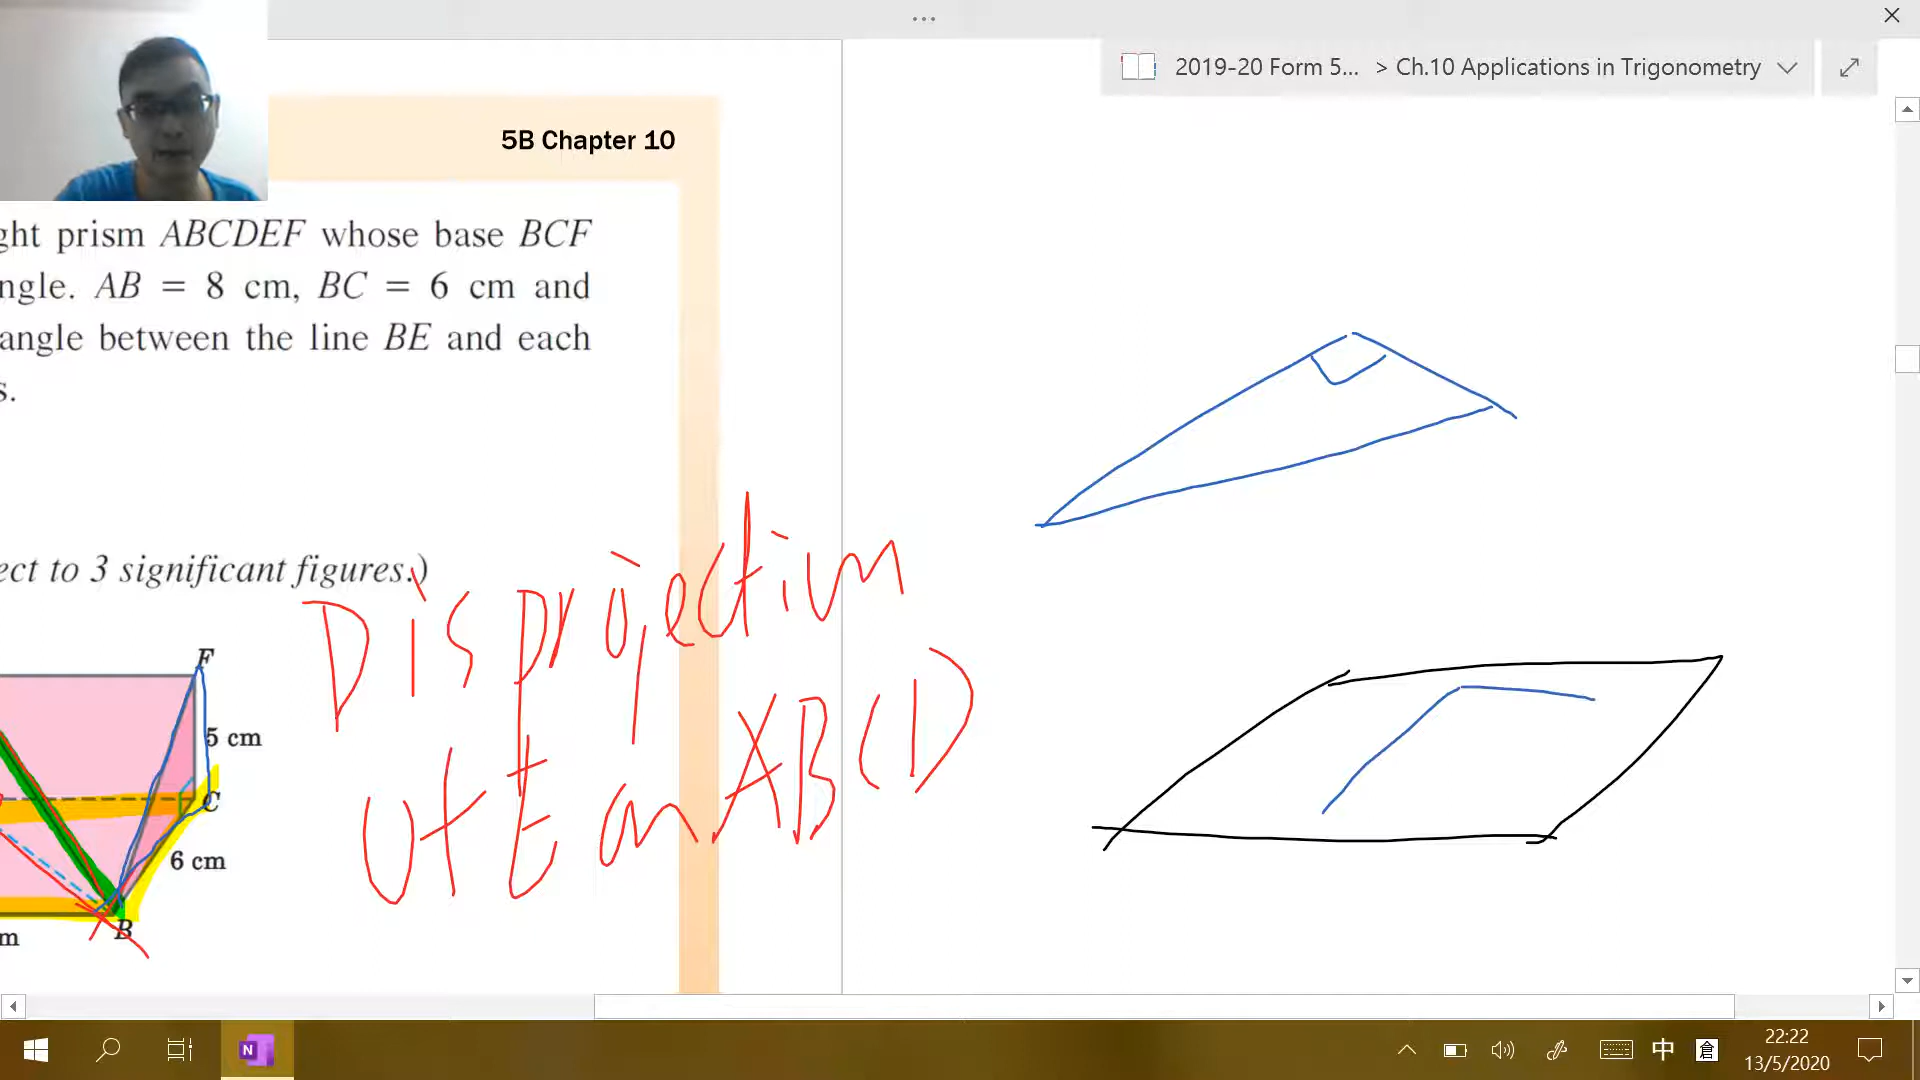 2019-20 Form 5... > Ch.10 Applications in Trigonometry
5B Chapter 10
ght prism ABCDEF whose base BCF
ngle. AB = 8 cm, BC = 6 cm and
angle between the line BE and each
s.
ect to 3 significant figures.)
D is projection
of E on ABCD
F
5 cm
C
6 cm
B
m
N
中
倉
22:22
13/5/2020